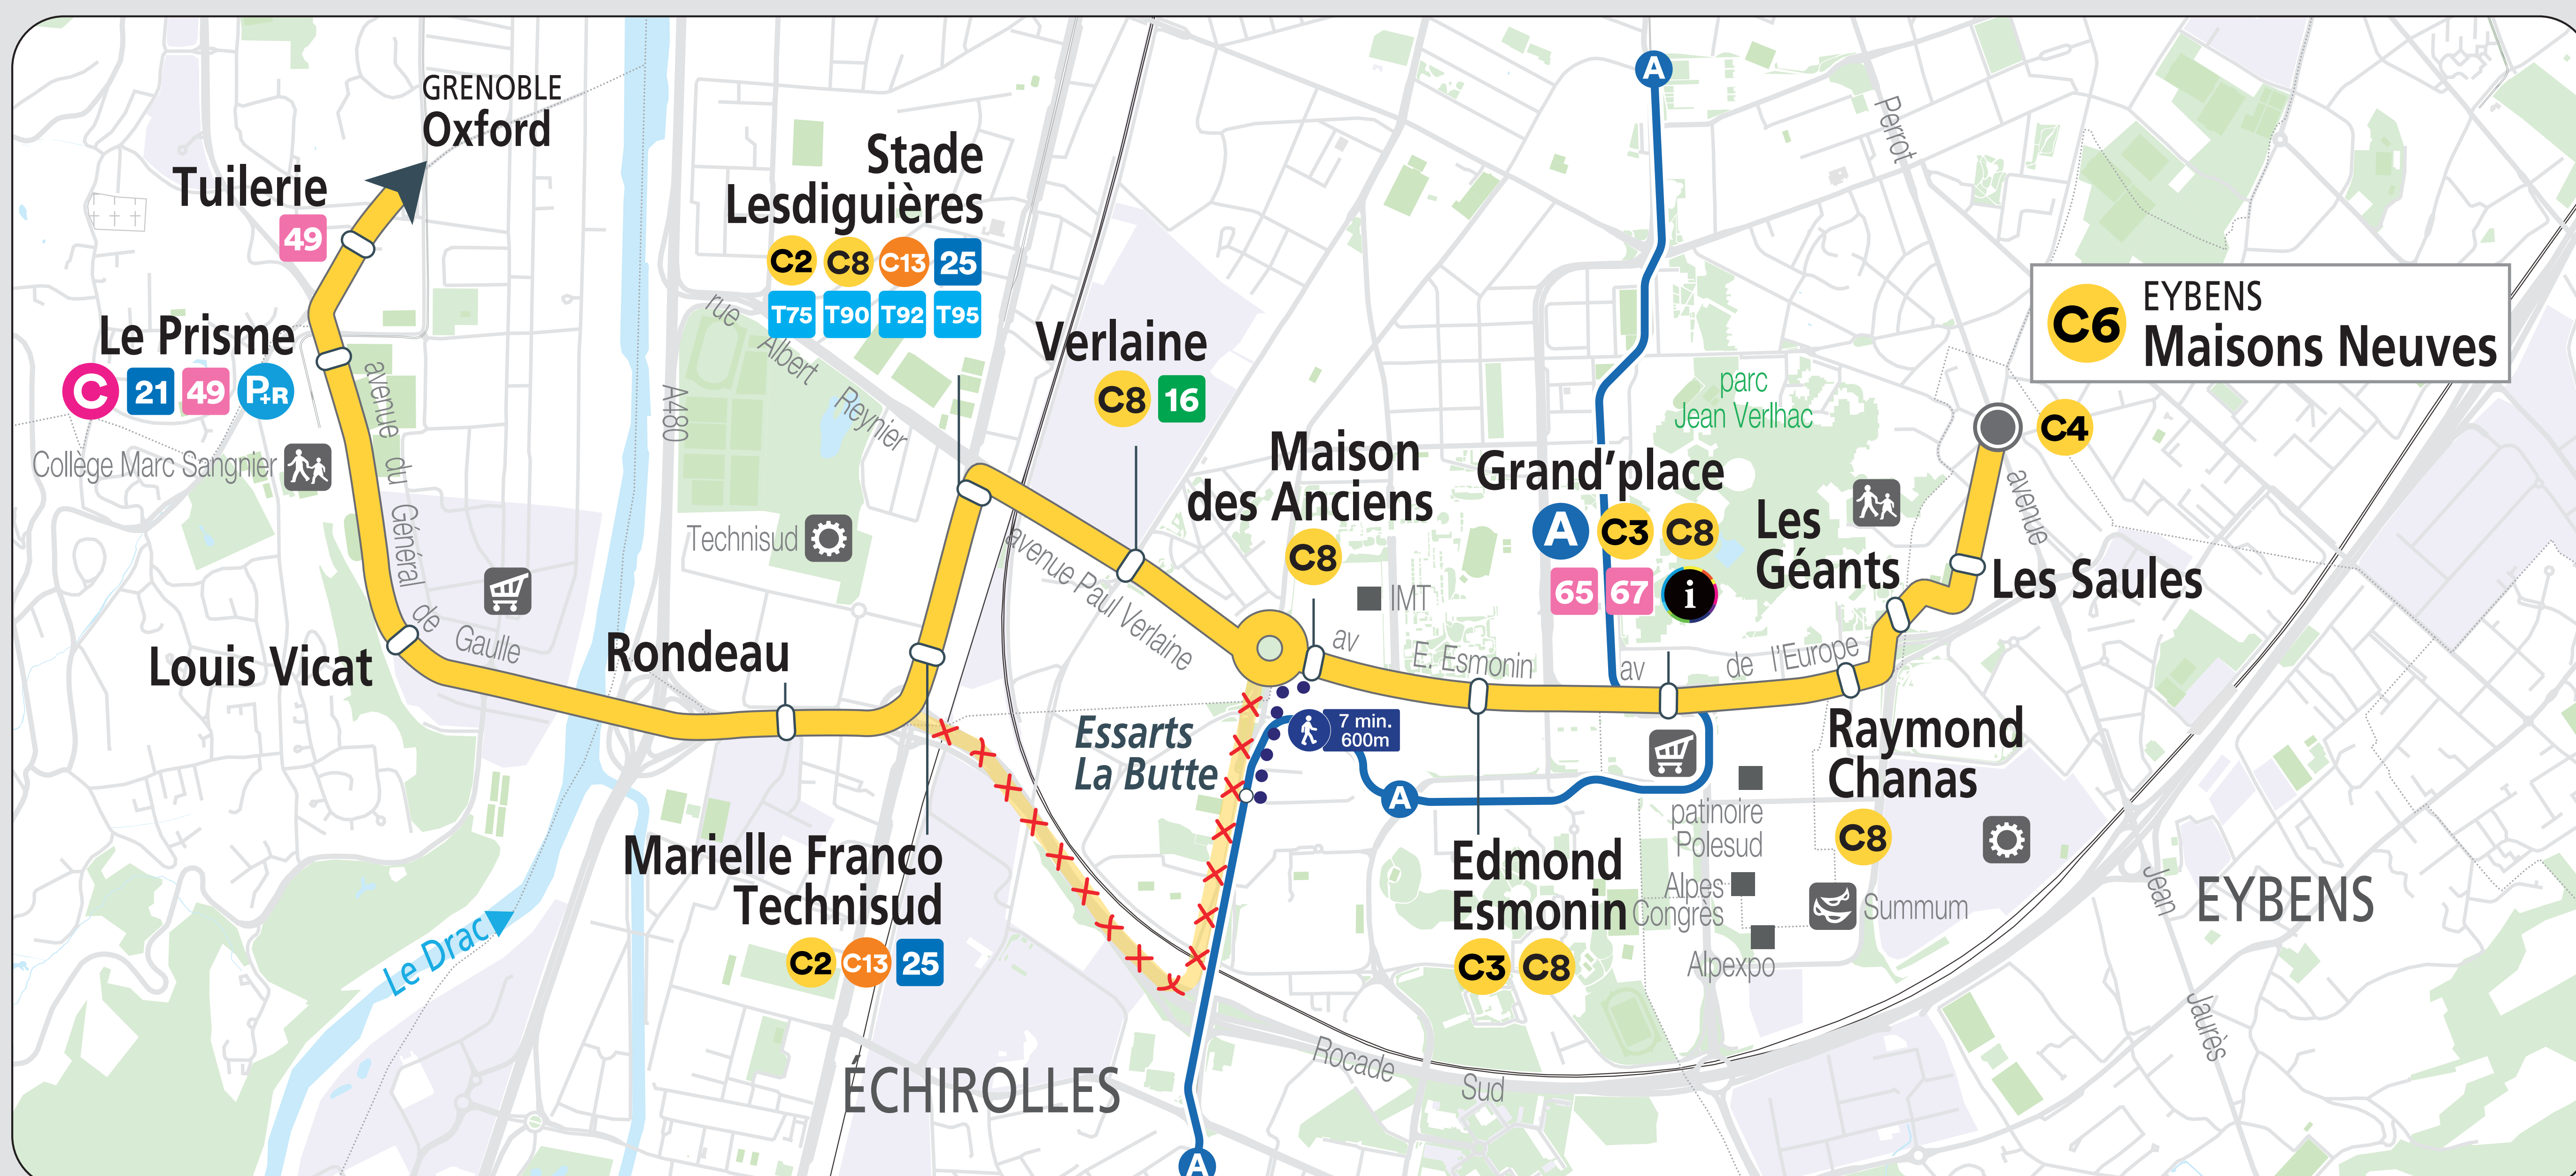 GRENOBLE
Oxford
Tuilerie
49
Le Prisme
C 21 49 P+R
Collège Marc Sangnier
avenue du Général de Gaulle
Louis Vicat
A480
rue Albert Reynier
Stade
Lesdiguières
C2 C8 C13 25
T75 T90 T92 T95
Technisud
Rondeau
Le Drac
Marielle Franco
Technisud
C2 C13 25
ÉCHIROLLES
Verlaine
C8 16
avenue Paul Verlaine
Essarts
La Butte
7 min.
600m
Maison
des Anciens
C8
IMT
av E. Esmonin
A
A
A
Grand'place
A C3 C8
65 67 i
parc
Jean Verlhac
av de l'Europe
Edmond
Esmonin
C3 C8
patinoire
Polesud
Alpes
Congrès
Alpexpo
Summum
Raymond
Chanas
C8
Les
Géants
Les Saules
C4
C6
EYBENS
Maisons Neuves
Perrot
avenue
Jean
Jaurès
EYBENS
Rocade Sud